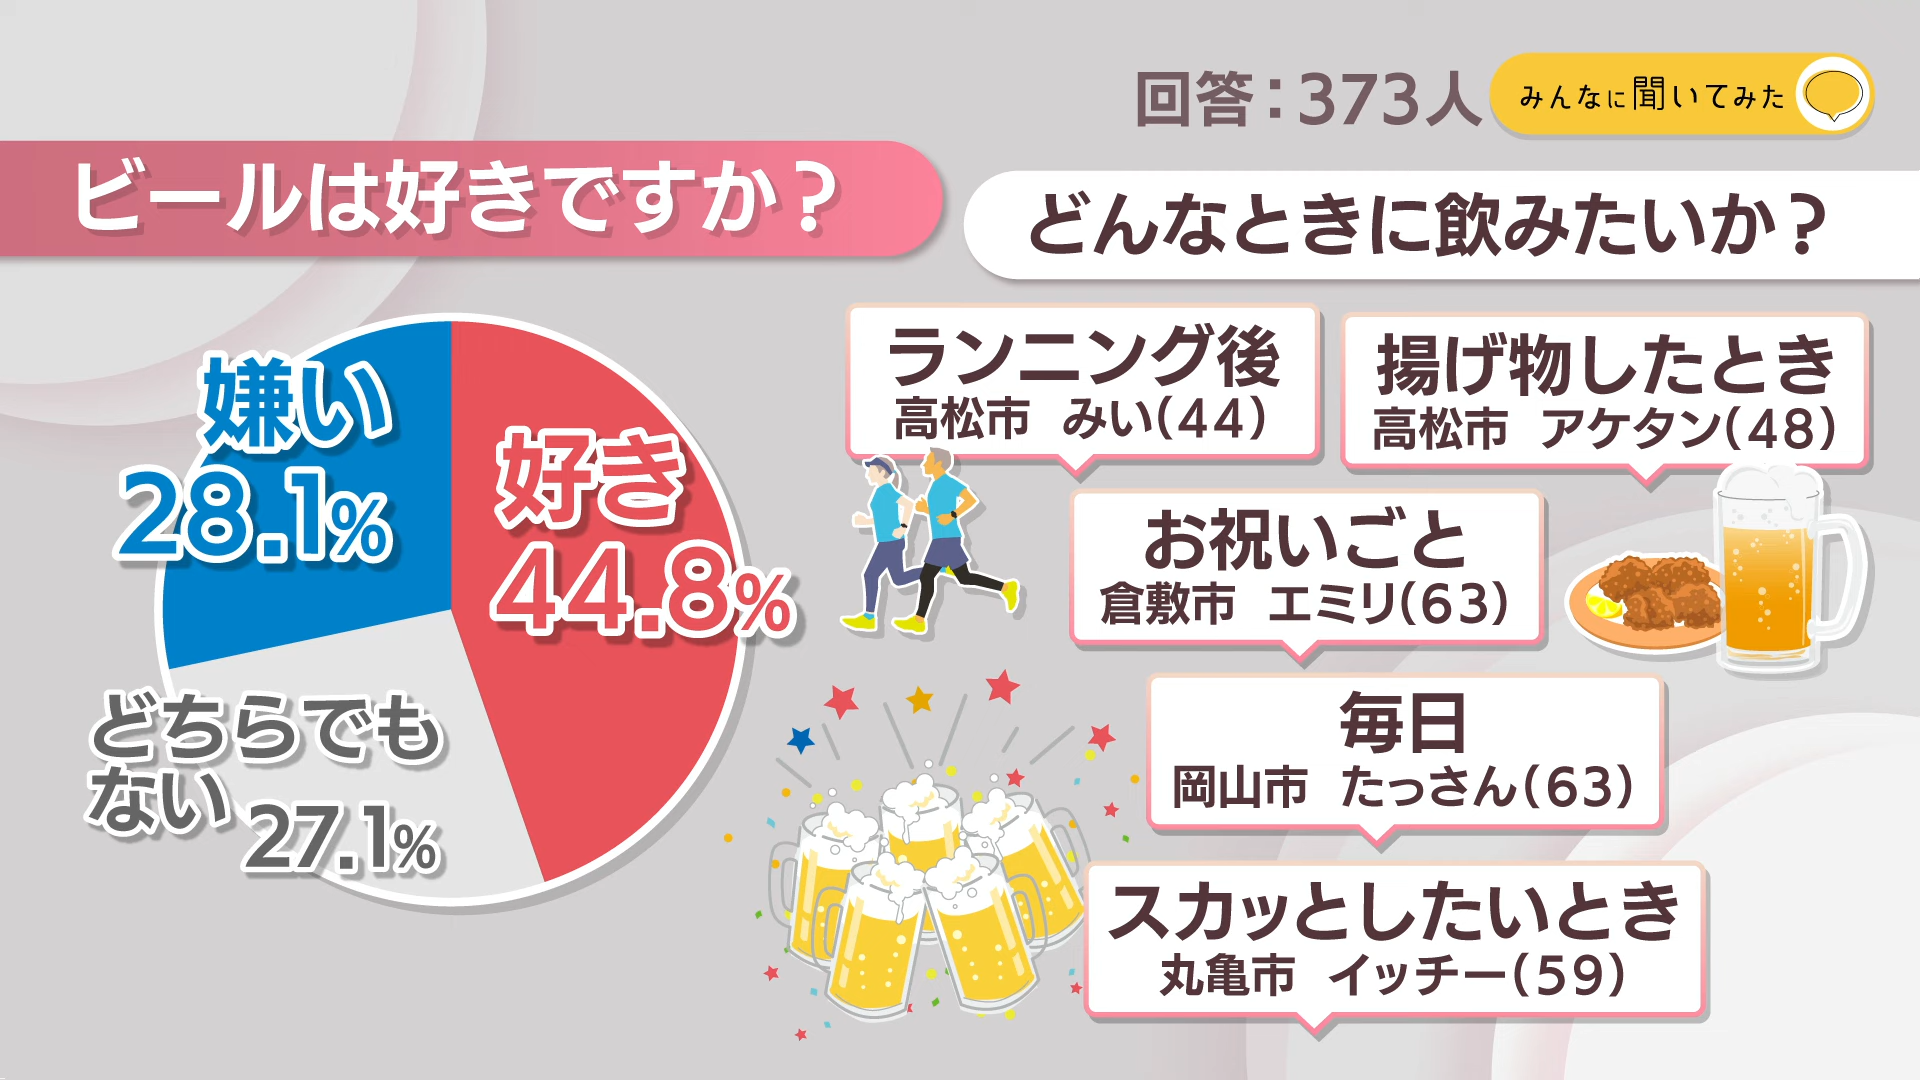 回答：373人
みんなに聞いてみた
ビールは好きですか？
どんなときに飲みたいか？
嫌い
28.1%
好き
44.8%
どちらでも
ない
27.1%
ランニング後
高松市 みい（44）
揚げ物したとき
高松市 アケタン（48）
お祝いごと
倉敷市 エミリ（63）
毎日
岡山市 たっさん（63）
スカッとしたいとき
丸亀市 イッチー（59）